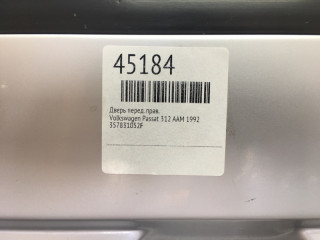 45184
Дверь перед. прав.
Volkswagen Passat 312 AAM 1992
357831052F